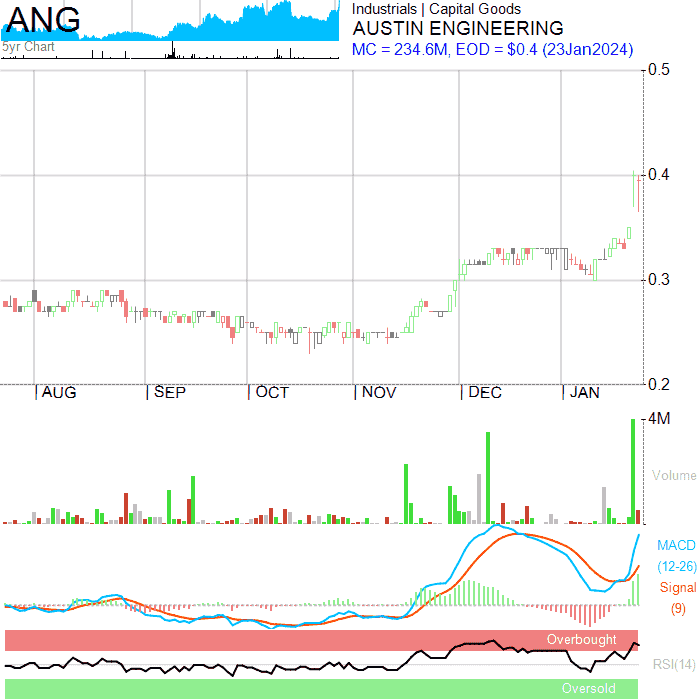 ANG
5yr Chart
Industrials | Capital Goods
AUSTIN ENGINEERING
MC = 234.6M, EOD = $0.4 (23Jan2024)
0.5
0.4
0.3
0.2
AUG SEP OCT NOV DEC JAN
4M
Volume
MACD
(12-26)
Signal
(9)
Overbought
RSI(14)
Oversold